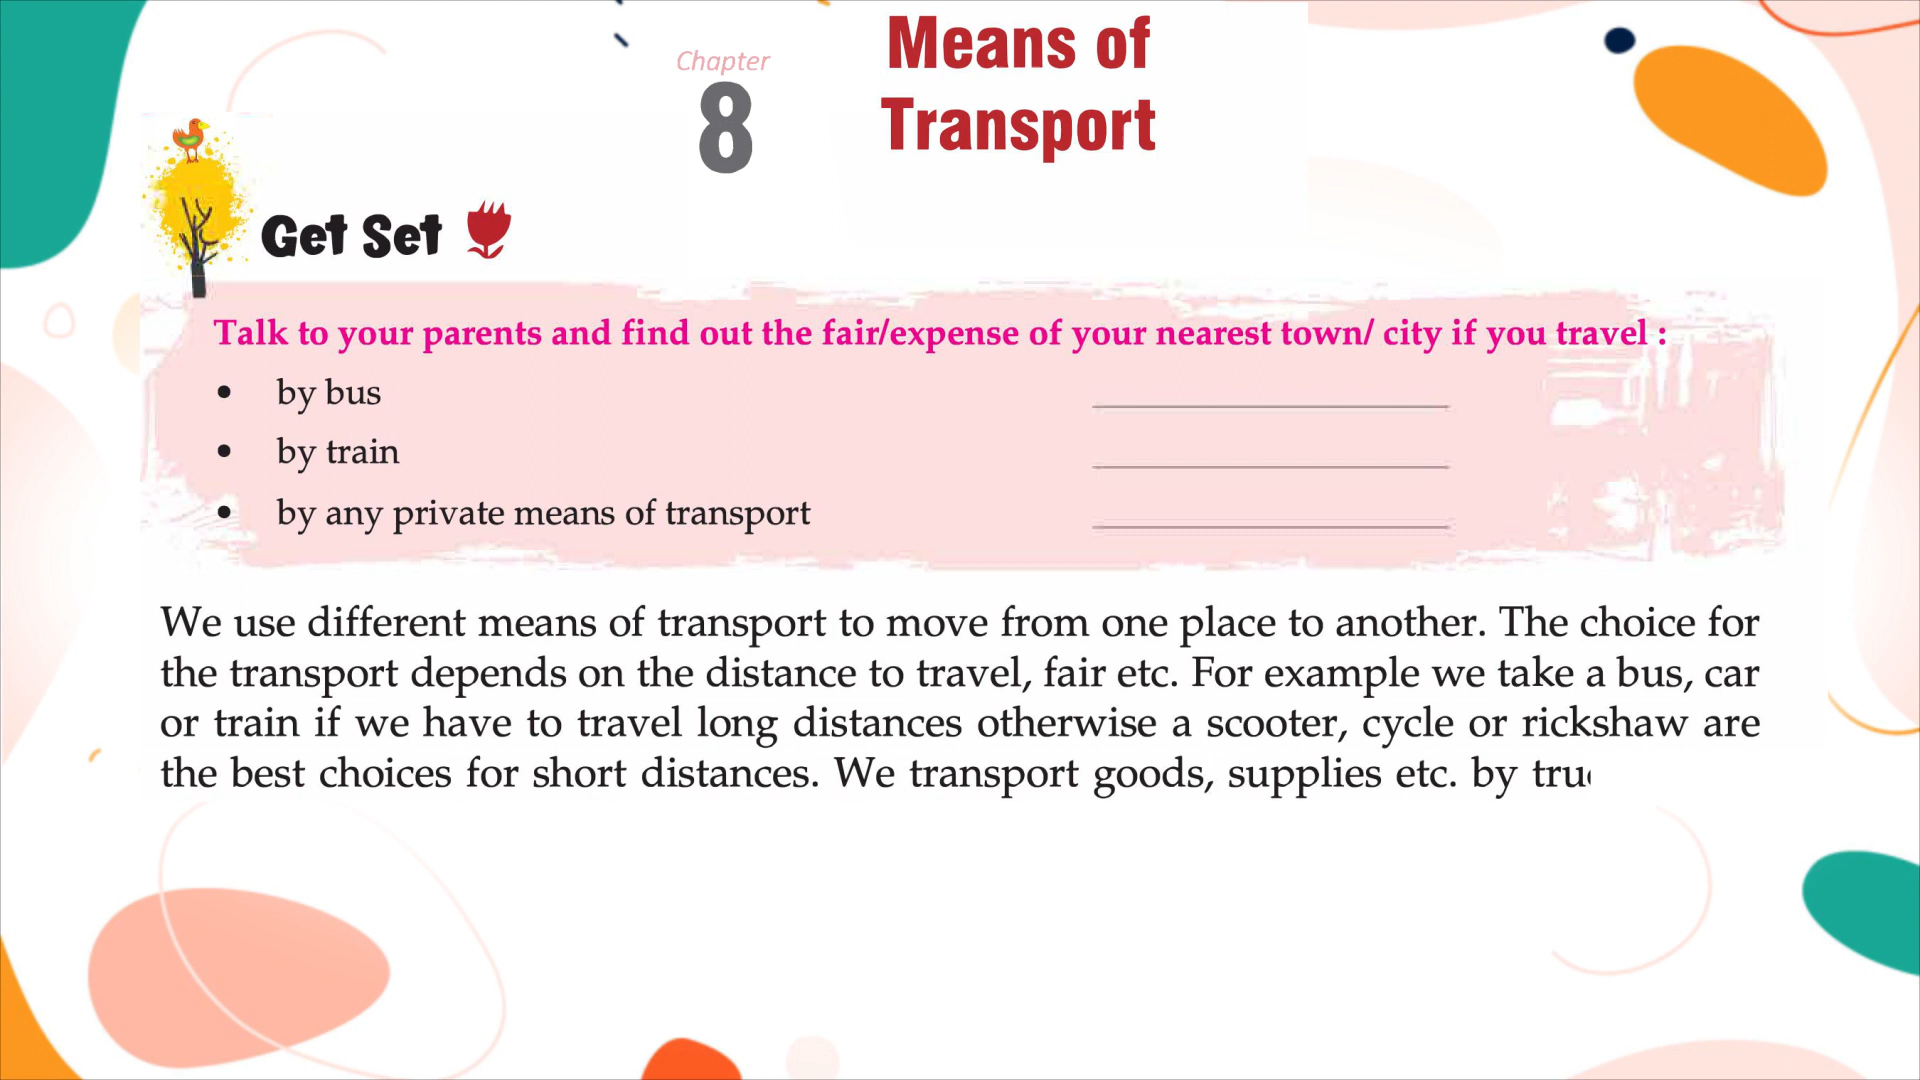 Chapter
8
Means of
Transport
Get Set
Talk to your parents and find out the fair/expense of your nearest town/ city if you travel :
• by bus
• by train
• by any private means of transport
We use different means of transport to move from one place to another. The choice for
the transport depends on the distance to travel, fair etc. For example we take a bus, car
or train if we have to travel long distances otherwise a scooter, cycle or rickshaw are
the best choices for short distances. We transport goods, supplies etc. by